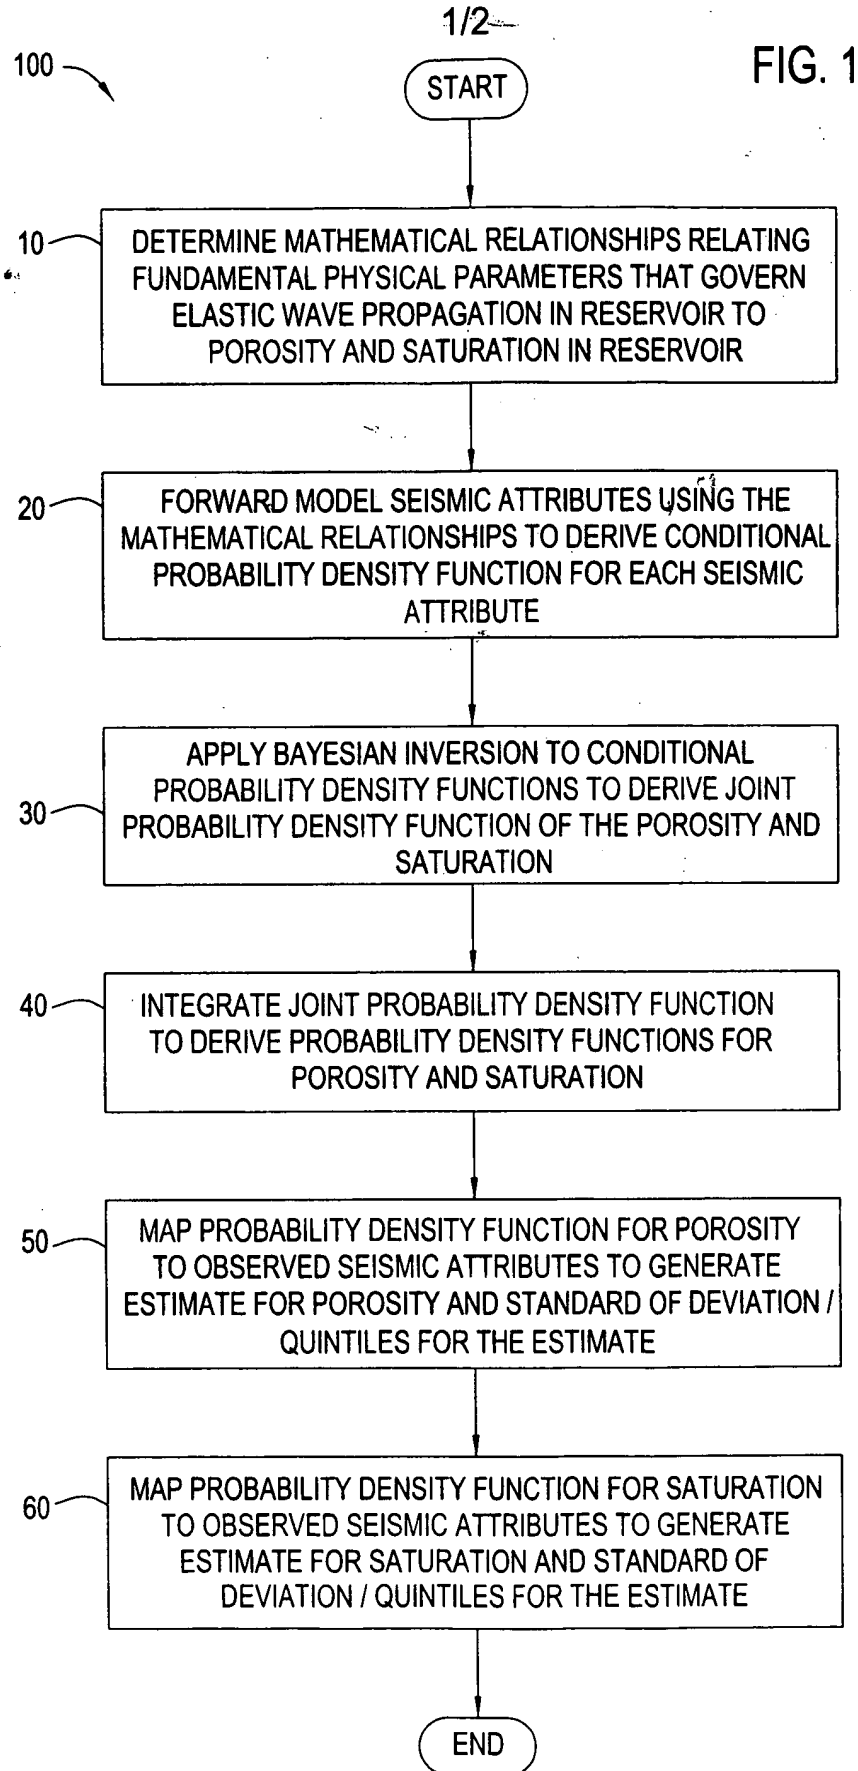 1/2
FIG. 1
100
START
10
DETERMINE MATHEMATICAL RELATIONSHIPS RELATING
FUNDAMENTAL PHYSICAL PARAMETERS THAT GOVERN
ELASTIC WAVE PROPAGATION IN RESERVOIR TO
POROSITY AND SATURATION IN RESERVOIR
20
FORWARD MODEL SEISMIC ATTRIBUTES USING THE
MATHEMATICAL RELATIONSHIPS TO DERIVE CONDITIONAL
PROBABILITY DENSITY FUNCTION FOR EACH SEISMIC
ATTRIBUTE
30
APPLY BAYESIAN INVERSION TO CONDITIONAL
PROBABILITY DENSITY FUNCTIONS TO DERIVE JOINT
PROBABILITY DENSITY FUNCTION OF THE POROSITY AND
SATURATION
40
INTEGRATE JOINT PROBABILITY DENSITY FUNCTION
TO DERIVE PROBABILITY DENSITY FUNCTIONS FOR
POROSITY AND SATURATION
50
MAP PROBABILITY DENSITY FUNCTION FOR POROSITY
TO OBSERVED SEISMIC ATTRIBUTES TO GENERATE
ESTIMATE FOR POROSITY AND STANDARD OF DEVIATION /
QUINTILES FOR THE ESTIMATE
60
MAP PROBABILITY DENSITY FUNCTION FOR SATURATION
TO OBSERVED SEISMIC ATTRIBUTES TO GENERATE
ESTIMATE FOR SATURATION AND STANDARD OF
DEVIATION / QUINTILES FOR THE ESTIMATE
END